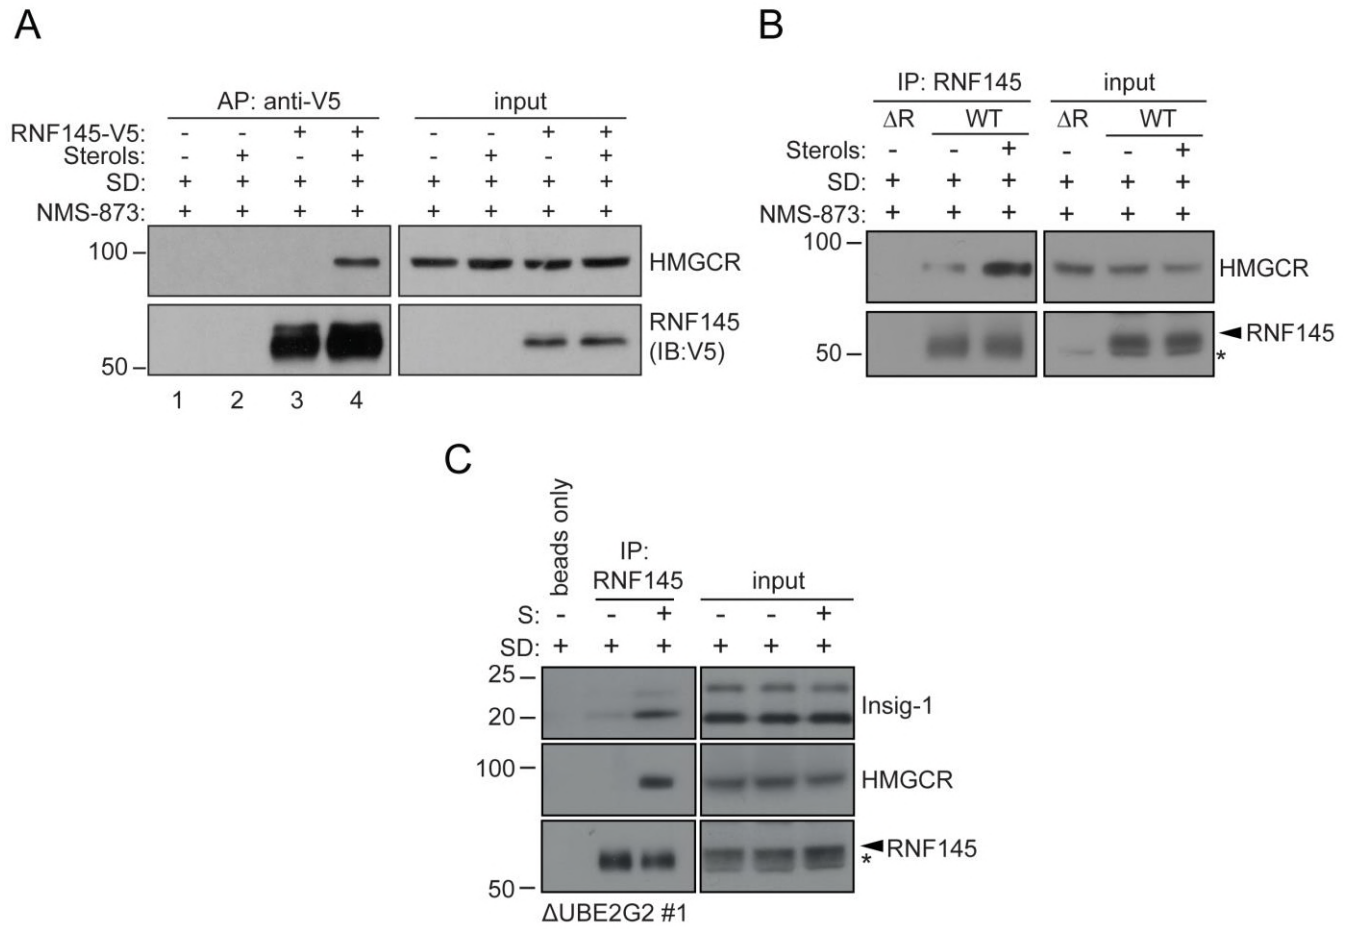 A
AP: anti-V5 input
RNF145-V5: - - + + - - + +
Sterols: - + - + - + - +
SD: + + + + + + + +
NMS-873: + + + + + + + +
100 HMGCR
RNF145
(IB:V5)
50
1 2 3 4
B
IP: RNF145 input
ΔR WT ΔR WT
Sterols: - - + - - +
SD: + + + + + +
NMS-873: + + + + + +
100 HMGCR
RNF145
50 *
C
beads only
IP:
RNF145 input
S: - - + - - +
SD: + + + + + +
25
20 Insig-1
100 HMGCR
RNF145
*
50
ΔUBE2G2 #1